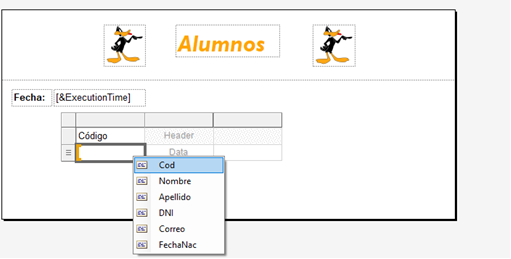 Alumnos
Fecha: [&ExecutionTime]
Código Header
Data
Cod
Nombre
Apellido
DNI
Correo
FechaNac